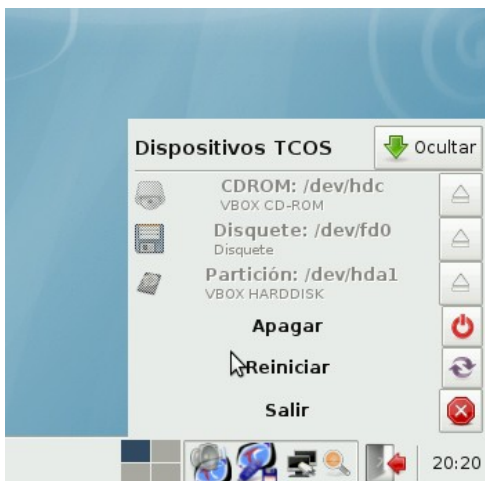 Dispositivos TCOS
Ocultar
CDROM: /dev/hdc
VBOX CD-ROM
Disquete: /dev/fd0
Disquete
Partición: /dev/hda1
VBOX HARDDISK
Apagar
Reiniciar
Salir
20:20